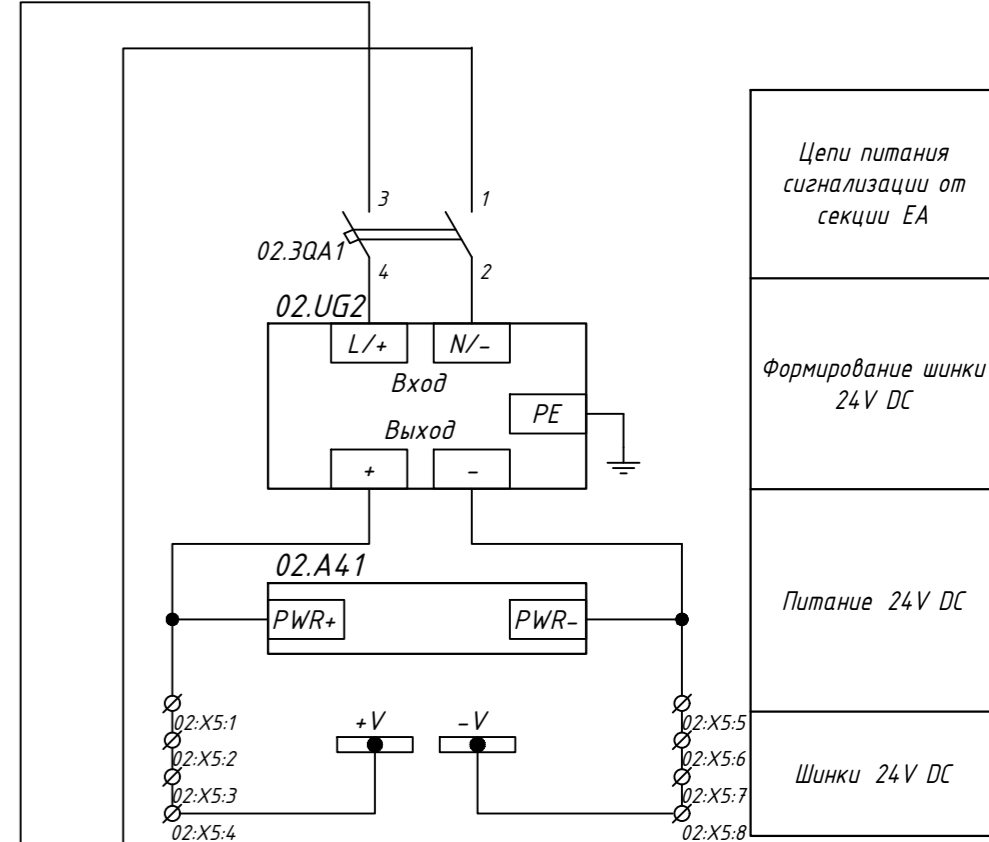 3
1
02.3QA1
4
2
02.UG2
L/+
N/-
Вход
PE
Выход
+
-
02.A41
PWR+
PWR-
02:X5:1
02:X5:2
02:X5:3
02:X5:4
+V
-V
02:X5:5
02:X5:6
02:X5:7
02:X5:8
Цепи питания
сигнализации от
секции EA
Формирование шинки
24V DC
Питание 24V DC
Шинки 24V DC